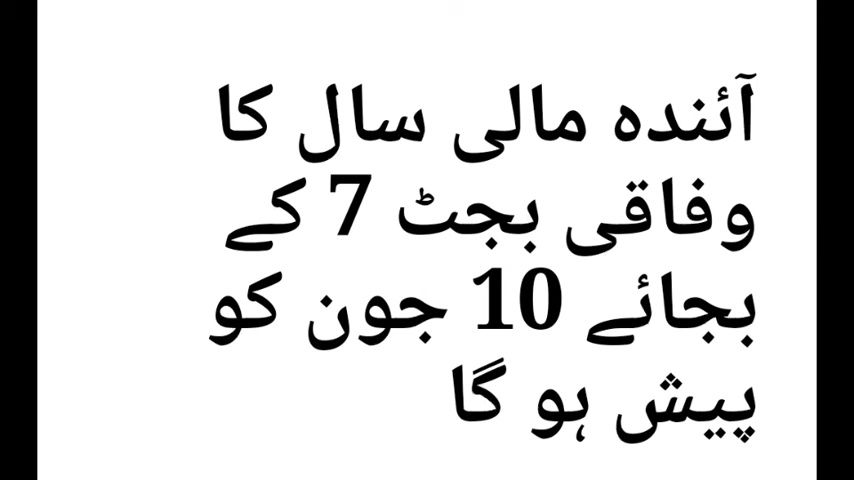 آئندہ مالی سال کا
وفاقی بجٹ 7 کے
بجائے 10 جون کو
پیش ہو گا